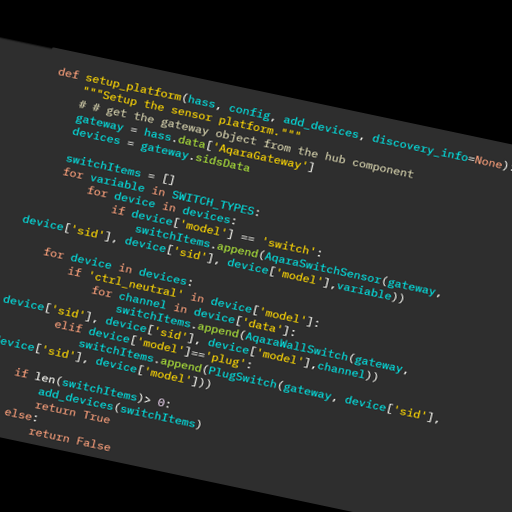 def setup_platform(hass, config, add_devices, discovery_info=None):
"""Setup the sensor platform."""
# # get the gateway object from the hub component
gateway = hass.data['AqaraGateway']
devices = gateway.sidsData
switchItems = []
for variable in SWITCH_TYPES:
for device in devices:
if device['model'] == 'switch':
switchItems.append(AqaraSwitchSensor(gateway,
device['sid'], device['sid'], device['model'],variable))
for device in devices:
if 'ctrl_neutral' in device['model']:
for channel in device['data']:
switchItems.append(AqaraWallSwitch(gateway,
device['sid'], device['sid'], device['model'],channel))
elif device['model']=='plug':
switchItems.append(PlugSwitch(gateway, device['sid'],
device['sid'], device['model']))
if len(switchItems)> 0:
add_devices(switchItems)
return True
else:
return False